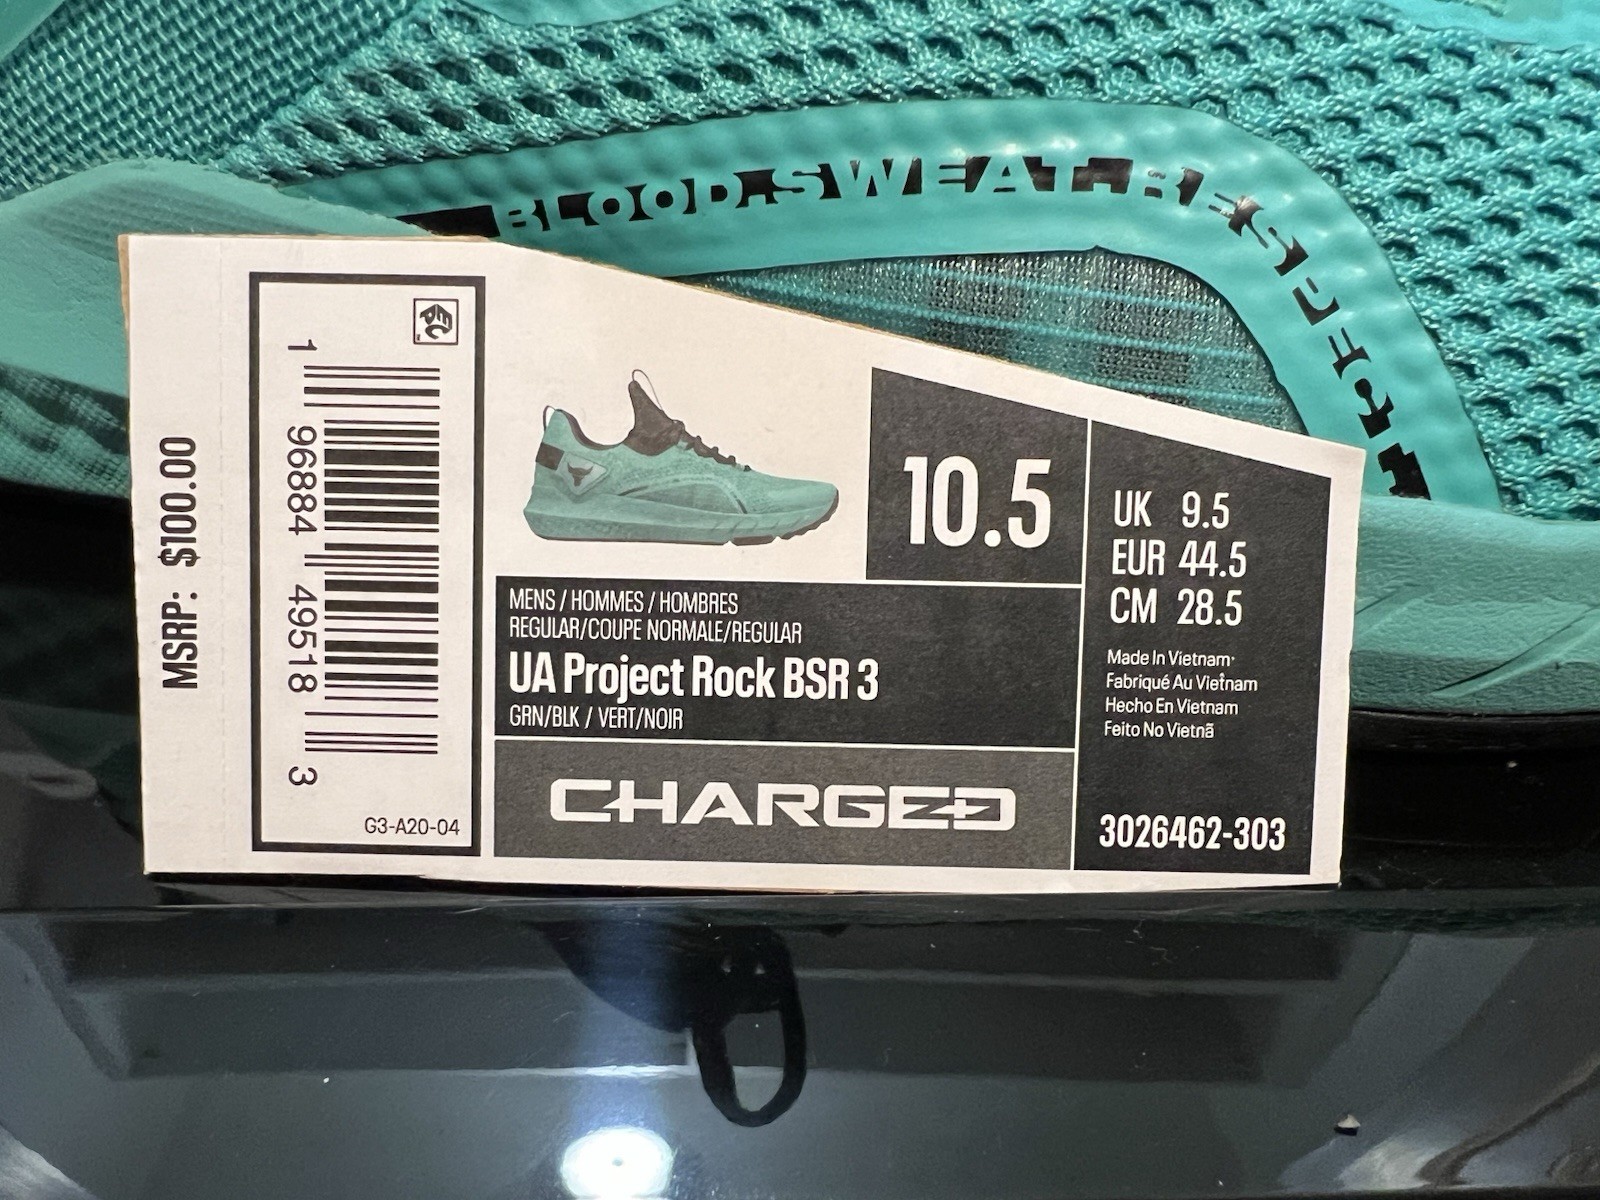 BLOOD.SWEAT.RESPECT
MSRP: $100.00
1 96884 49518 3
G3-A20-04
10.5
UK 9.5
EUR 44.5
CM 28.5
MENS / HOMMES / HOMBRES
REGULAR/COUPE NORMALE/REGULAR
UA Project Rock BSR 3
GRN/BLK / VERT/NOIR
CHARGED
Made In Vietnam
Fabriqué Au Vietnam
Hecho En Vietnam
Feito No Vietnã
3026462-303